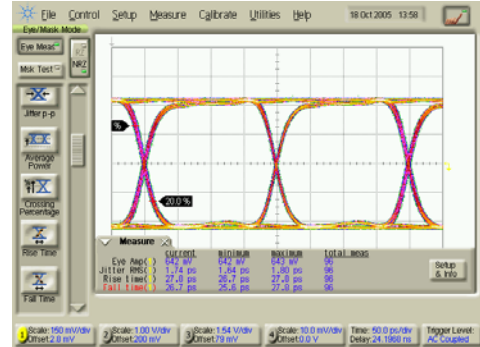 File Control Setup Measure Calibrate Utilities Help 18 Oct 2005 13:58
Eye/Mask Mode
Eye Meas
Msk Test
NRZ
Jitter p-p
Average Power
Crossing Percentage
Rise Time
Fall Time
%
20.0 %
Measure
current minimum maximum total meas
Eye Amp( ) 642 mV 642 mV 643 mV 96
Jitter RMS( ) 1.74 ps 1.64 ps 1.80 ps 96
Rise time( ) 27.8 ps 26.7 ps 27.8 ps 96
Fall time( ) 26.7 ps 25.6 ps 27.8 ps 96
Setup & Info
1 Scale: 150 mV/div Offset: 2.8 mV
2 Scale: 1.00 V/div Offset: 200 mV
3 Scale: 1.54 V/div Offset: 79 mV
4 Scale: 10.0 mV/div Offset: 0.0 V
Time: 50.0 ps/div Delay: 24.1968 ns
Trigger Level: AC Coupled